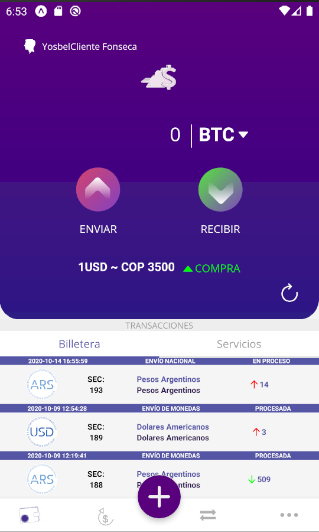 6:53
YosbelCliente Fonseca
0 BTC
ENVIAR RECIBIR
1USD ~ COP 3500 COMPRA
TRANSACCIONES
Billetera Servicios
2020-10-14 16:55:59 ENVÍO NACIONAL EN PROCESO
ARS SEC: Pesos Argentinos 14
193 Pesos Argentinos
2020-10-09 12:54:28 ENVÍO DE MONEDAS PROCESADA
USD SEC: Dolares Americanos 3
189 Dolares Americanos
2020-10-09 12:19:41 ENVÍO DE MONEDAS PROCESADA
ARS SEC: Pesos Argentinos 509
188 Pesos Argentinos